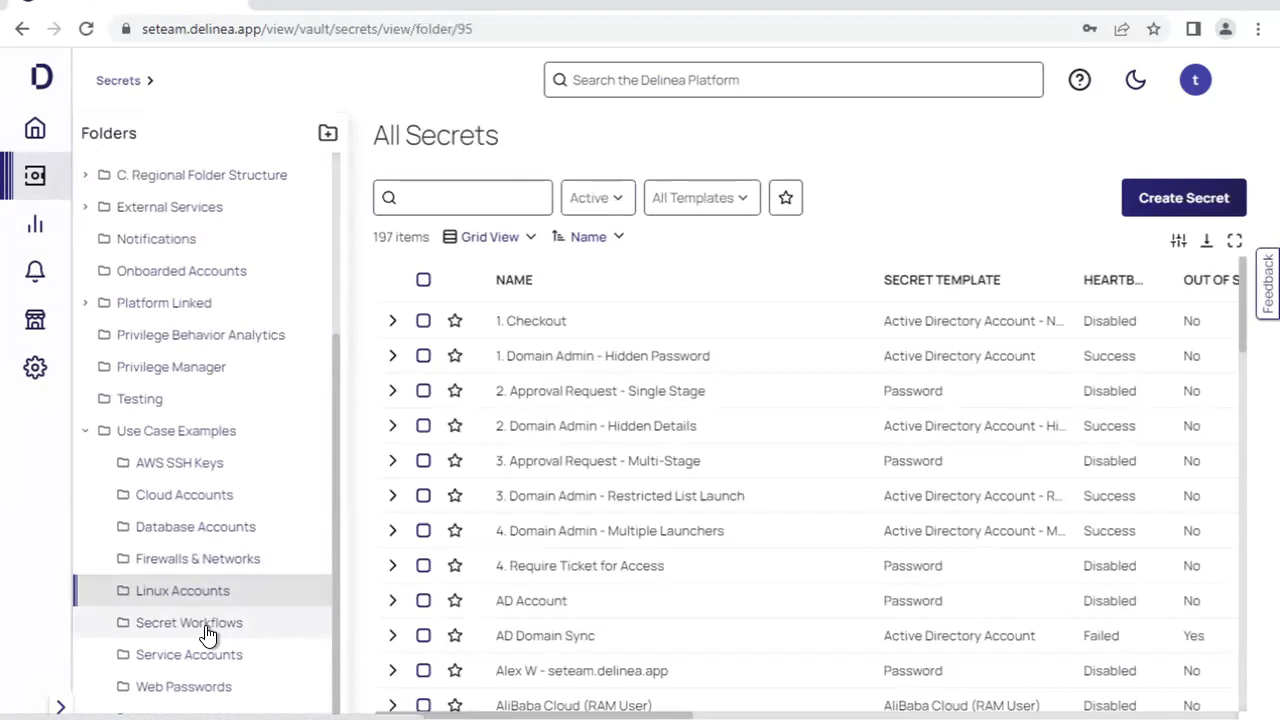 seteam.delinea.app/view/vault/secrets/view/folder/95
D
Secrets
Search the Delinea Platform
t
Folders
C. Regional Folder Structure
External Services
Notifications
Onboarded Accounts
Platform Linked
Privilege Behavior Analytics
Privilege Manager
Testing
Use Case Examples
AWS SSH Keys
Cloud Accounts
Database Accounts
Firewalls & Networks
Linux Accounts
Secret Workflows
Service Accounts
Web Passwords
All Secrets
Active
All Templates
Create Secret
197 items Grid View Name
Feedback
NAME SECRET TEMPLATE HEARTB... OUT OF S
1. Checkout Active Directory Account - N... Disabled No
1. Domain Admin - Hidden Password Active Directory Account Success No
2. Approval Request - Single Stage Password Disabled No
2. Domain Admin - Hidden Details Active Directory Account - Hi... Success No
3. Approval Request - Multi-Stage Password Disabled No
3. Domain Admin - Restricted List Launch Active Directory Account - R... Success No
4. Domain Admin - Multiple Launchers Active Directory Account - M... Success No
4. Require Ticket for Access Password Disabled No
AD Account Password Disabled No
AD Domain Sync Active Directory Account Failed Yes
Alex W - seteam.delinea.app Password Disabled No
AliBaba Cloud (RAM User) AliBaba Cloud (RAM User) Disabled No